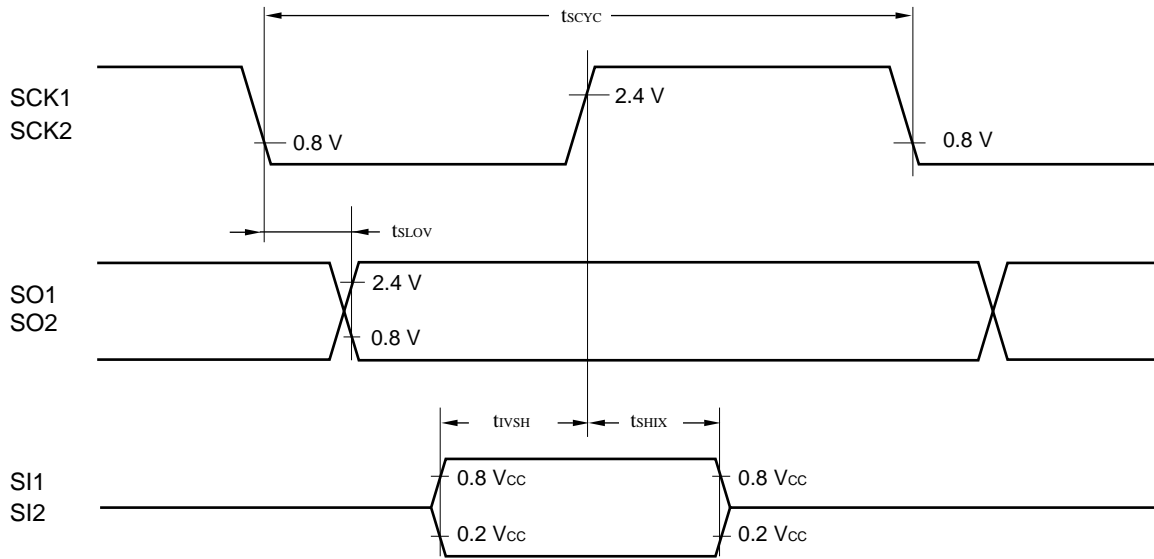 tSCYC
SCK1
SCK2
2.4 V
0.8 V
0.8 V
tSLOV
SO1
SO2
2.4 V
0.8 V
tIVSH
tSHIX
SI1
SI2
0.8 VCC
0.8 VCC
0.2 VCC
0.2 VCC